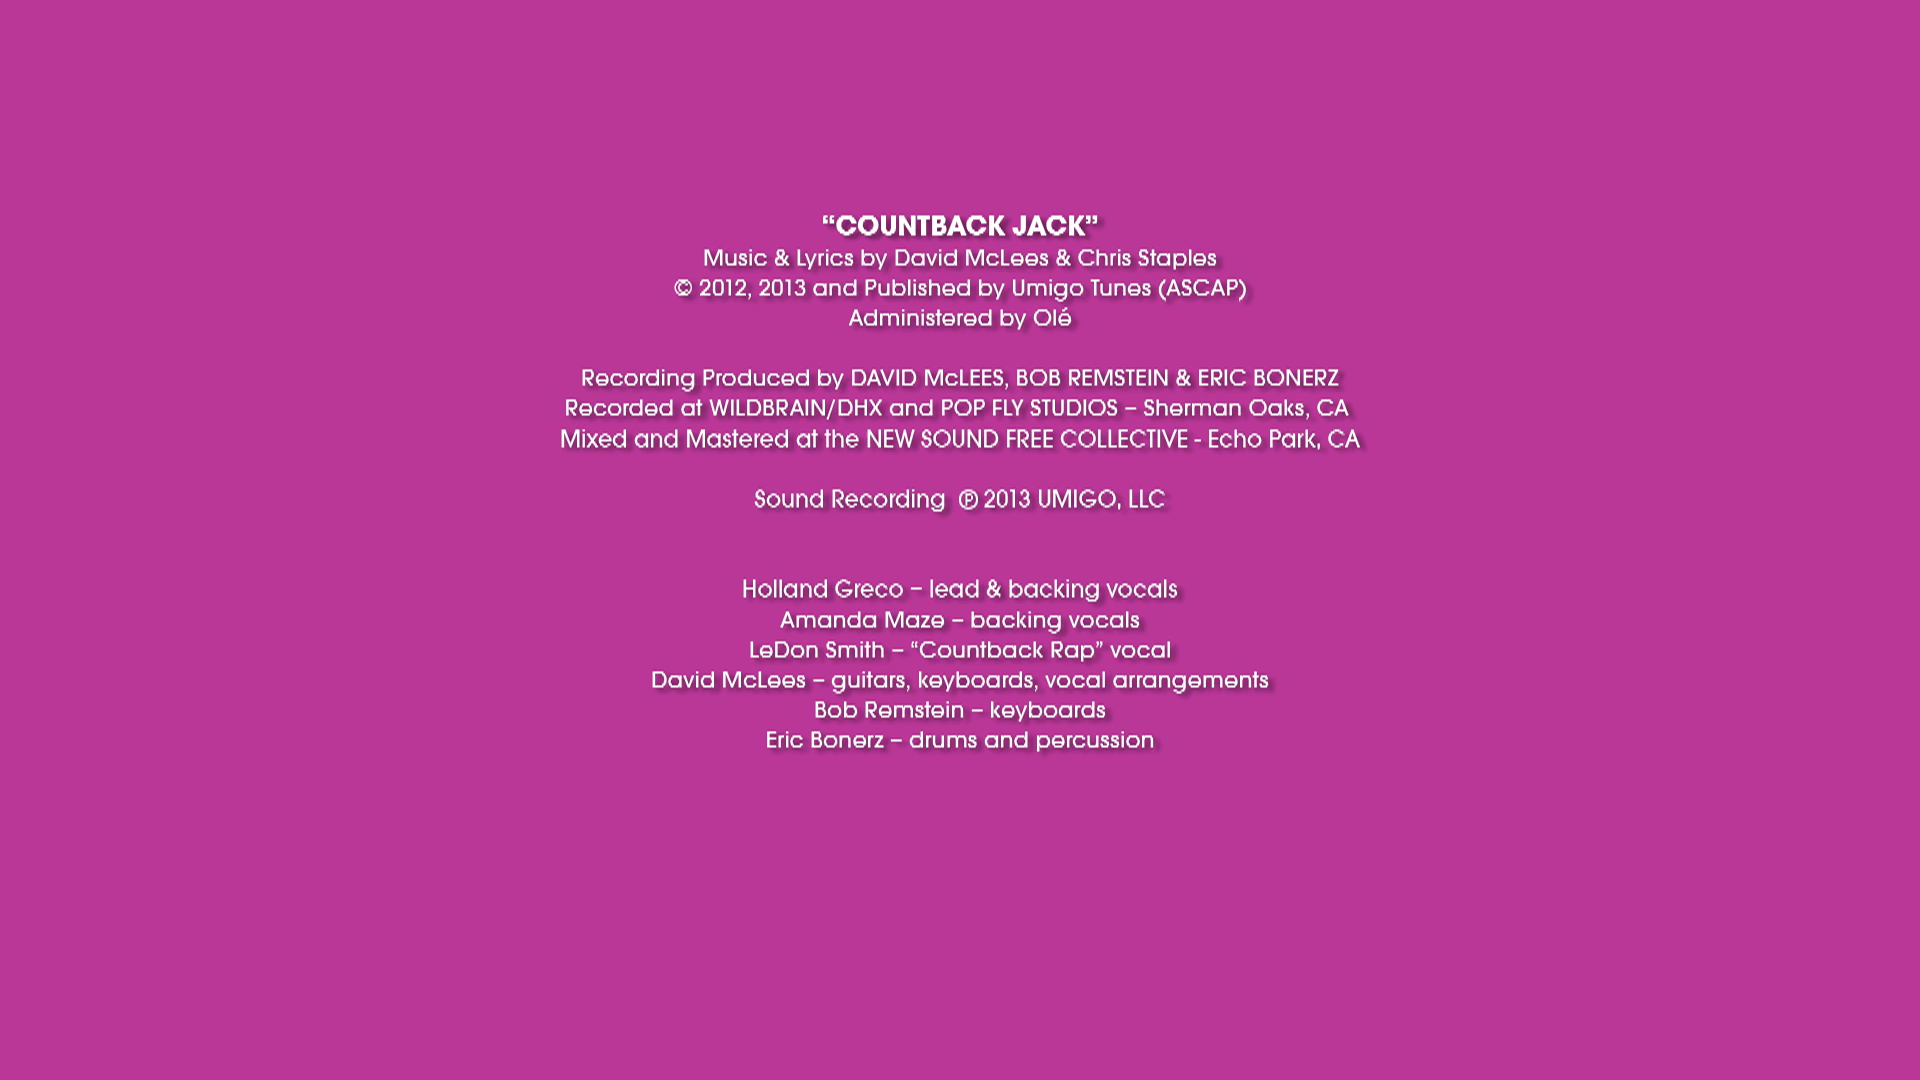 “COUNTBACK JACK”
Music & Lyrics by David McLees & Chris Staples
© 2012, 2013 and Published by Umigo Tunes (ASCAP)
Administered by Olé
Recording Produced by DAVID McLEES, BOB REMSTEIN & ERIC BONERZ
Recorded at WILDBRAIN/DHX and POP FLY STUDIOS – Sherman Oaks, CA
Mixed and Mastered at the NEW SOUND FREE COLLECTIVE - Echo Park, CA
Sound Recording ℗ 2013 UMIGO, LLC
Holland Greco – lead & backing vocals
Amanda Maze – backing vocals
LeDon Smith – “Countback Rap” vocal
David McLees – guitars, keyboards, vocal arrangements
Bob Remstein – keyboards
Eric Bonerz – drums and percussion